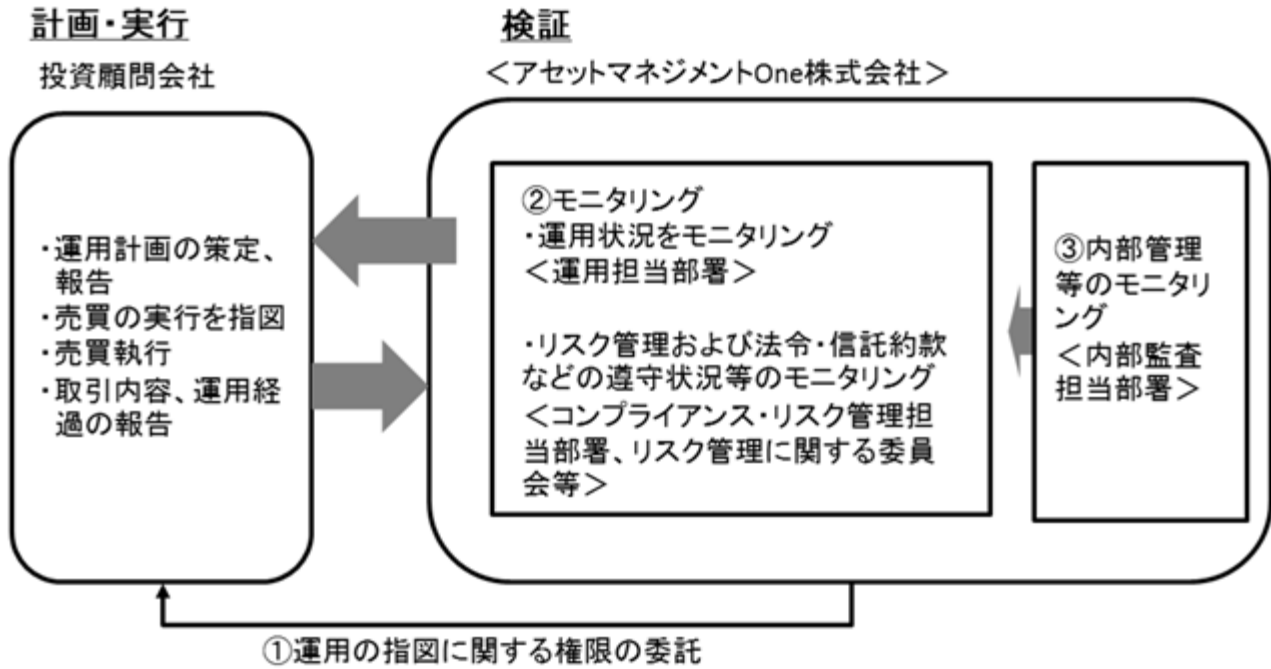 計画・実行
投資顧問会社
・運用計画の策定、
報告
・売買の実行を指図
・売買執行
・取引内容、運用経
過の報告
検証
＜アセットマネジメントOne株式会社＞
②モニタリング
・運用状況をモニタリング
＜運用担当部署＞
・リスク管理および法令・信託約款
などの遵守状況等のモニタリング
＜コンプライアンス・リスク管理担
当部署、リスク管理に関する委員
会等＞
③内部管理
等のモニタリ
ング
＜内部監査
担当部署＞
①運用の指図に関する権限の委託